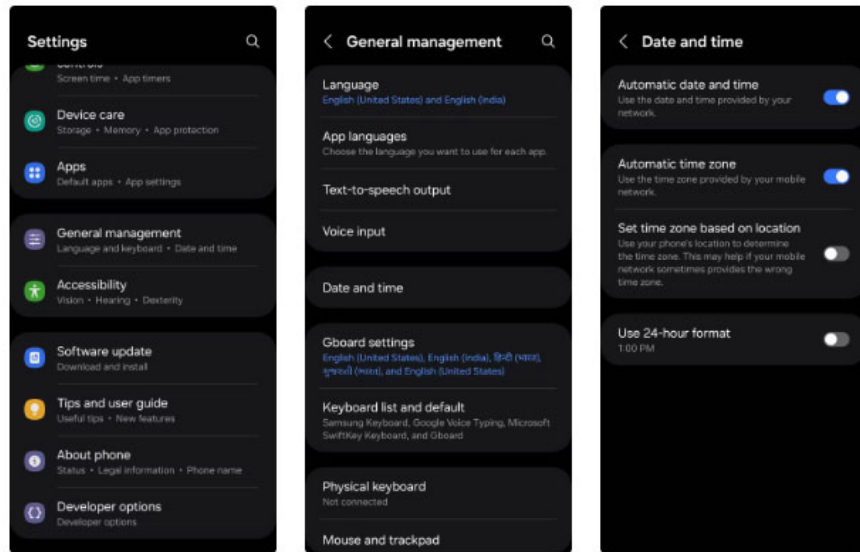 Settings
Controls
Screen time • App timers
Device care
Storage • Memory • App protection
Apps
Default apps • App settings
General management
Language and keyboard • Date and time
Accessibility
Vision • Hearing • Dexterity
Software update
Download and install
Tips and user guide
Useful tips • New features
About phone
Status • Legal information • Phone name
Developer options
Developer options
General management
Language
English (United States) and English (India)
App languages
Choose the language you want to use for each app.
Text-to-speech output
Voice input
Date and time
Gboard settings
English (United States), English (India), हिन्दी (भारत),
ગુજરાતી (ભારત), and English (United States)
Keyboard list and default
Samsung Keyboard, Google Voice Typing, Microsoft
SwiftKey Keyboard, and Gboard
Physical keyboard
Not connected
Mouse and trackpad
Date and time
Automatic date and time
Use the date and time provided by your
network.
Automatic time zone
Use the time zone provided by your mobile
network.
Set time zone based on location
Use your phone's location to determine
the time zone. This may help if your mobile
network sometimes provides the wrong
time zone.
Use 24-hour format
1:00 PM